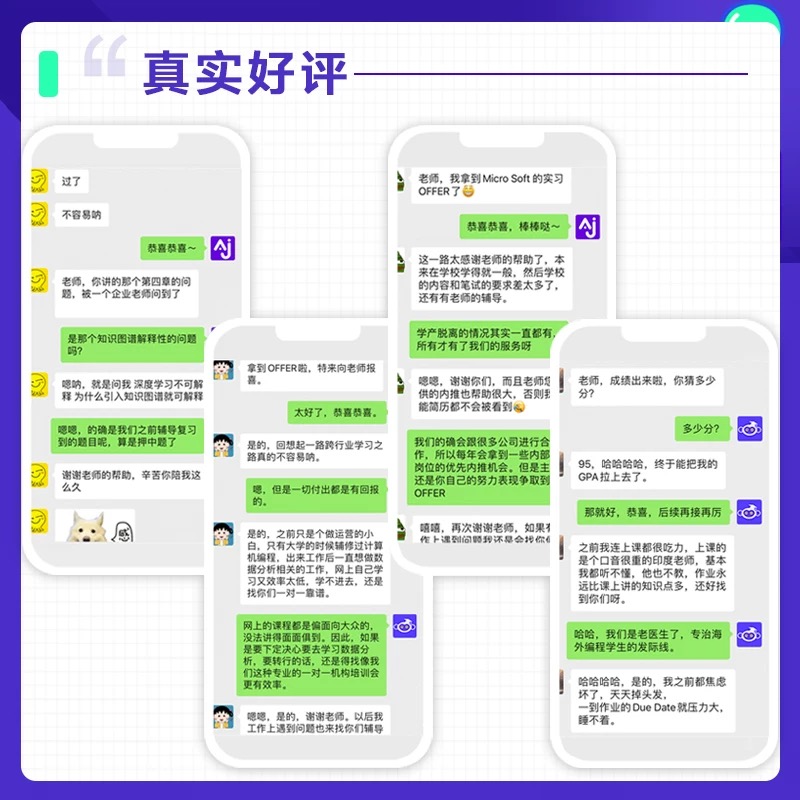 真实好评
过了
不容易呐
恭喜恭喜～
老师，你讲的那个第四章的问
题，被一个企业老师问到了
是那个知识图谱解释性的问题
吗?
嗯呐，就是问我 深度学习不可解
释 为什么引入知识图谱就可解释
嗯嗯，的确是我们之前辅导复习
到的题目呢，算是押中题了
谢谢老师的帮助，辛苦你陪我这
么久
拿到OFFER啦，特来向老师报
喜。
太好了，恭喜恭喜。
是的，回想起一路跨行业学习之
路真的不容易呐。
嗯，但是一切付出都是有回报
的。
是的，之前只是个做运营的小
白，只有大学的时候辅修过计算
机编程，出来工作后一直想做数
据分析相关的工作，网上自己学
习又效率太低，学不进去，还是
找你们一对一靠谱。
网上的课程都是偏面向大众的，
没法讲得面面俱到。因此，如果
是要下定决心要去学习数据分
析，要转行的话，还是得找像我
们这种专业的一对一机构培训会
更有效率。
嗯嗯，是的，谢谢老师。以后我
工作上遇到问题也来找你们辅导
老师，我拿到Micro Soft 的实习
OFFER了
恭喜恭喜，棒棒哒～
Aj
这一路太感谢老师的帮助了，本
来在学校学得就一般，然后学校
的内容和笔试的要求差太多了，
还有有老师的辅导。
学产脱离的情况其实一直都有，
所有才有了我们的服务呀
嗯嗯，谢谢你们，而且老师您
供的内推也帮助很大，否则我
能简历都不会被看到
我们的确会跟很多公司进行合
作，所以每年会拿到一些内部
岗位的优先内推机会。但是主
还是你自己的努力表现争取到
OFFER
嘻嘻，再次谢谢老师，如果有
老师，成绩出来啦，你猜多少
分?
多少分?
95，哈哈哈哈，终于能把我的
GPA拉上去了。
那就好，恭喜，后续再接再厉
之前我连上课都很吃力，上课的
是个口音很重的印度老师，基本
我都听不懂，他也不教，作业永
远比课上讲的知识点多，还好找
到你们呀。
哈哈，我们是老医生了，专治海
外编程学生的发际线。
哈哈哈哈，是的，我之前都焦虑
坏了，天天掉头发，
一到作业的Due Date就压力大，
睡不着。